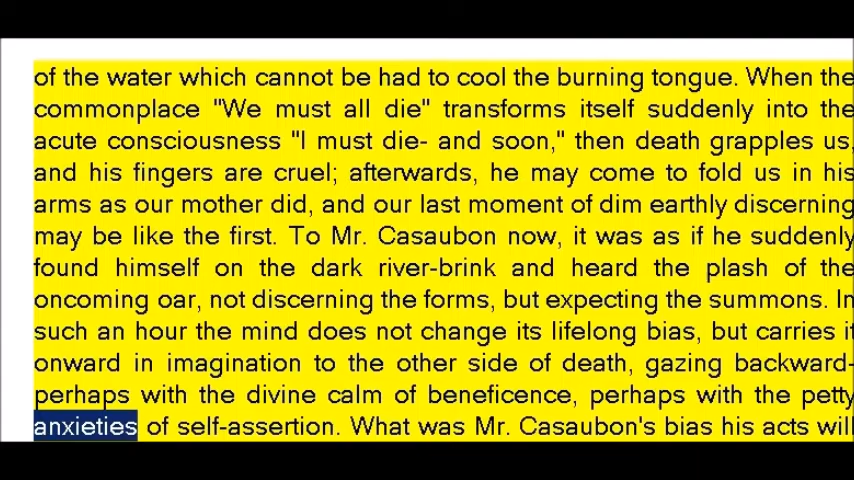 of the water which cannot be had to cool the burning tongue. When the
commonplace "We must all die" transforms itself suddenly into the
acute consciousness "I must die- and soon," then death grapples us,
and his fingers are cruel; afterwards, he may come to fold us in his
arms as our mother did, and our last moment of dim earthly discerning
may be like the first. To Mr. Casaubon now, it was as if he suddenly
found himself on the dark river-brink and heard the plash of the
oncoming oar, not discerning the forms, but expecting the summons. In
such an hour the mind does not change its lifelong bias, but carries it
onward in imagination to the other side of death, gazing backward-
perhaps with the divine calm of beneficence, perhaps with the petty
anxieties of self-assertion. What was Mr. Casaubon's bias his acts will